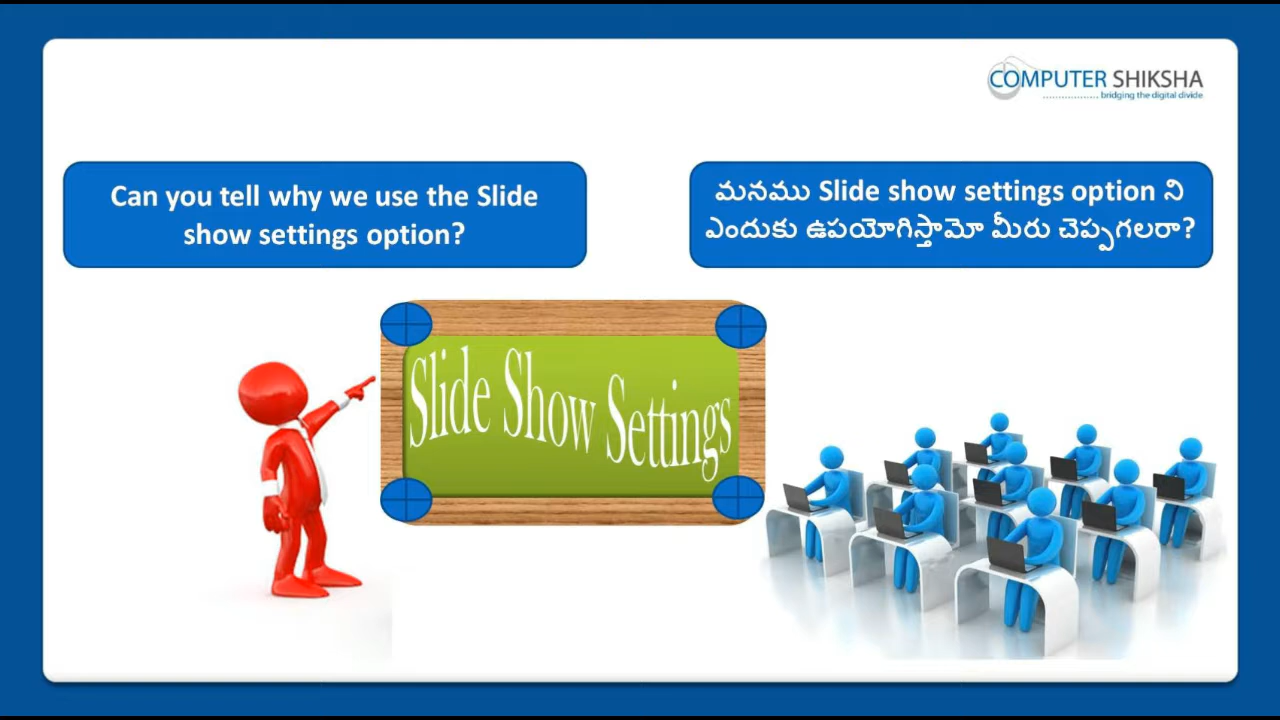 COMPUTER SHIKSHA
bridging the digital divide
Can you tell why we use the Slide
show settings option?
మనము Slide show settings option ని
ఎందుకు ఉపయోగిస్తామో మీరు చెప్పగలరా?
Slide Show Settings